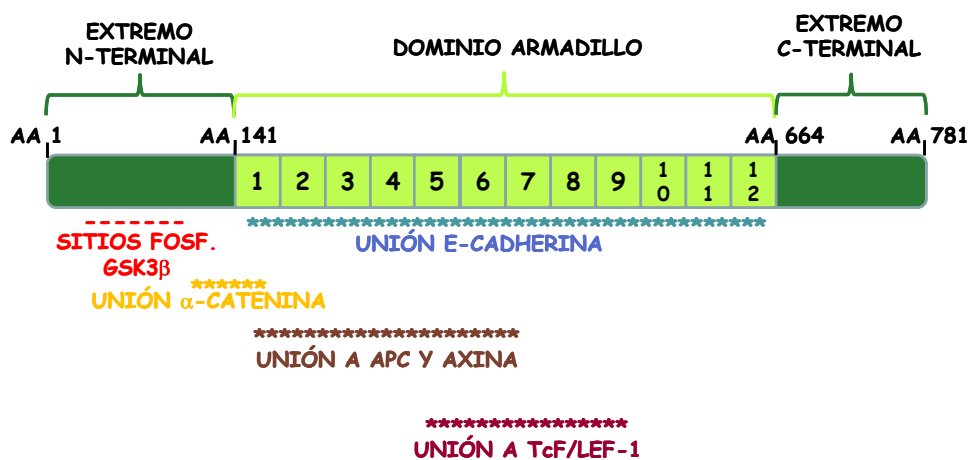 EXTREMO
N-TERMINAL
DOMINIO ARMADILLO
EXTREMO
C-TERMINAL
AA 1
AA 141
AA 664
AA 781
1 2 3 4 5 6 7 8 9 10 11 12
SITIOS FOSF.
GSK3β
UNIÓN E-CADHERINA
UNIÓN α-CATENINA
UNIÓN A APC Y AXINA
UNIÓN A TcF/LEF-1